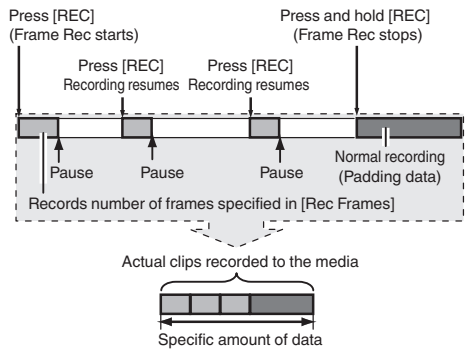 Press [REC]
(Frame Rec starts)
Press and hold [REC]
(Frame Rec stops)
Press [REC]
Recording resumes
Press [REC]
Recording resumes
Pause
Pause
Pause
Normal recording
(Padding data)
Records number of frames specified in [Rec Frames]
Actual clips recorded to the media
Specific amount of data